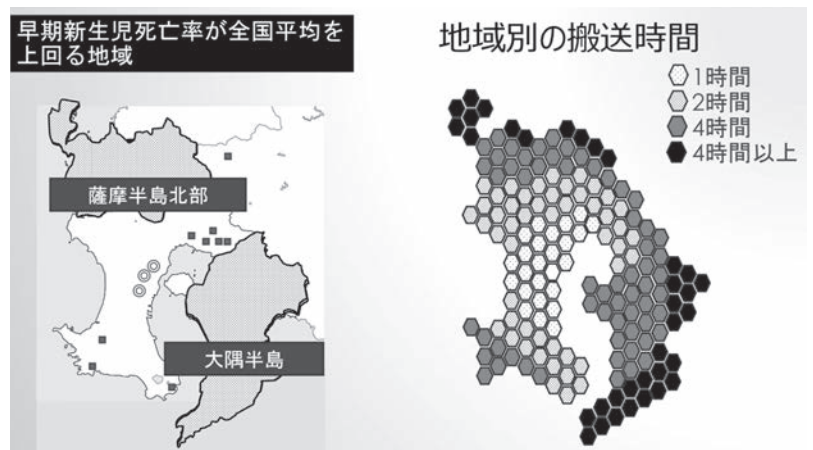 早期新生児死亡率が全国平均を
上回る地域
薩摩半島北部
大隅半島
地域別の搬送時間
1時間
2時間
4時間
4時間以上